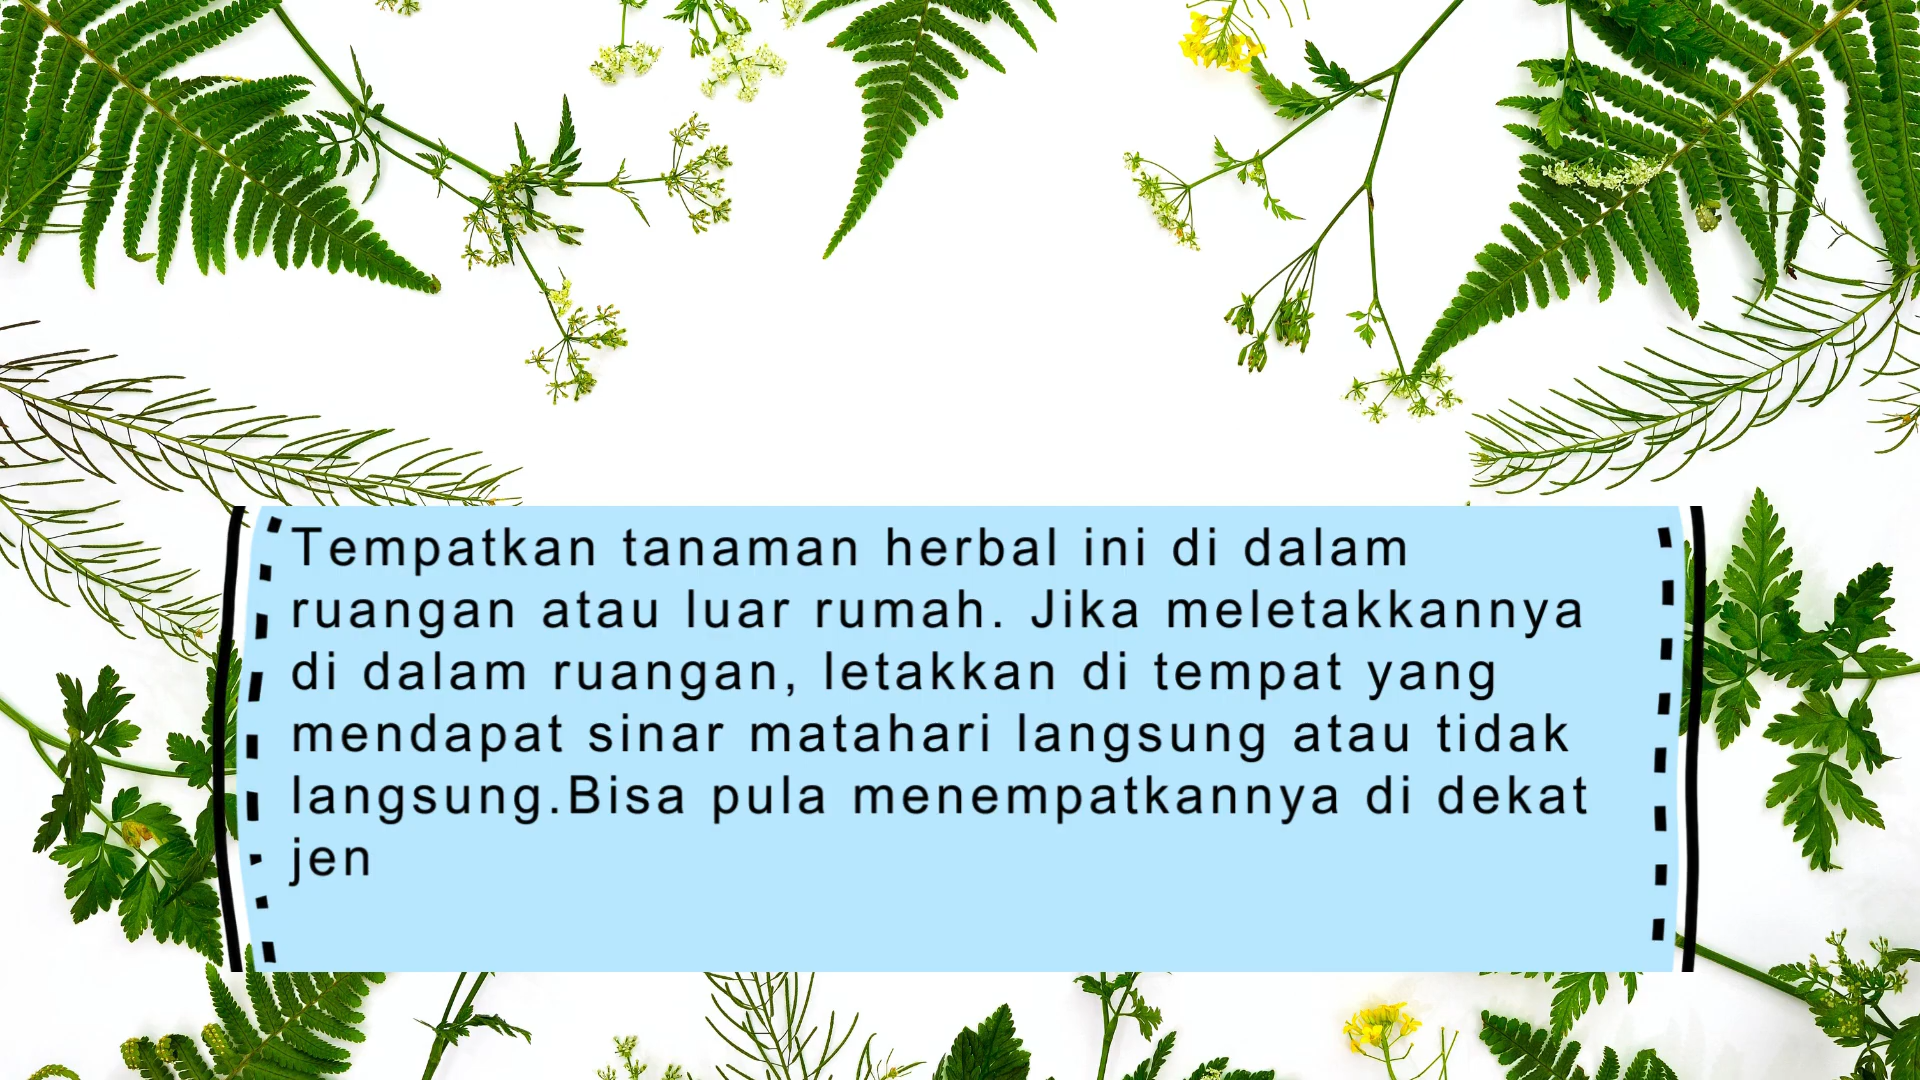 Tempatkan tanaman herbal ini di dalam
ruangan atau luar rumah. Jika meletakkannya
di dalam ruangan, letakkan di tempat yang
mendapat sinar matahari langsung atau tidak
langsung.Bisa pula menempatkannya di dekat
jen